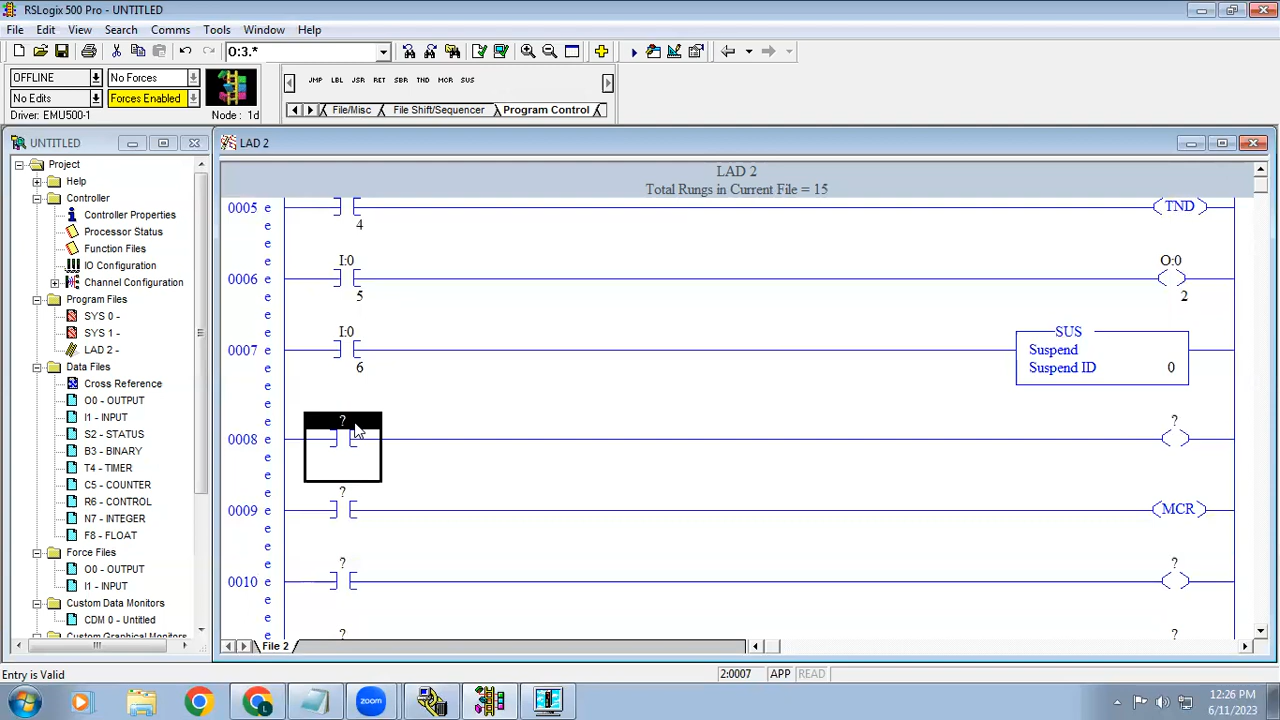 RSLogix 500 Pro - UNTITLED
File Edit View Search Comms Tools Window Help
O:3.*
OFFLINE No Forces
No Edits Forces Enabled
Driver: EMU500-1 Node : 1d
JMP LBL JSR RET SBR TND MCR SUS
File/Misc File Shift/Sequencer Program Control
UNTITLED
Project
Help
Controller
Controller Properties
Processor Status
Function Files
IO Configuration
Channel Configuration
Program Files
SYS 0 -
SYS 1 -
LAD 2 -
Data Files
Cross Reference
O0 - OUTPUT
I1 - INPUT
S2 - STATUS
B3 - BINARY
T4 - TIMER
C5 - COUNTER
R6 - CONTROL
N7 - INTEGER
F8 - FLOAT
Force Files
O0 - OUTPUT
I1 - INPUT
Custom Data Monitors
CDM 0 - Untitled
Custom Graphical Monitors
LAD 2
LAD 2
Total Rungs in Current File = 15
0005 e TND
e 4
e
e I:0 O:0
0006 e
e 5 2
e
e I:0 SUS
0007 e Suspend
e Suspend ID 0
e 6
e
e ? ?
0008 e
e
e
e ?
0009 e MCR
e
e
e ? ?
0010 e
e
e
e ? ?
File 2
Entry is Valid
2:0007 APP READ
zoom
12:26 PM
6/11/2023